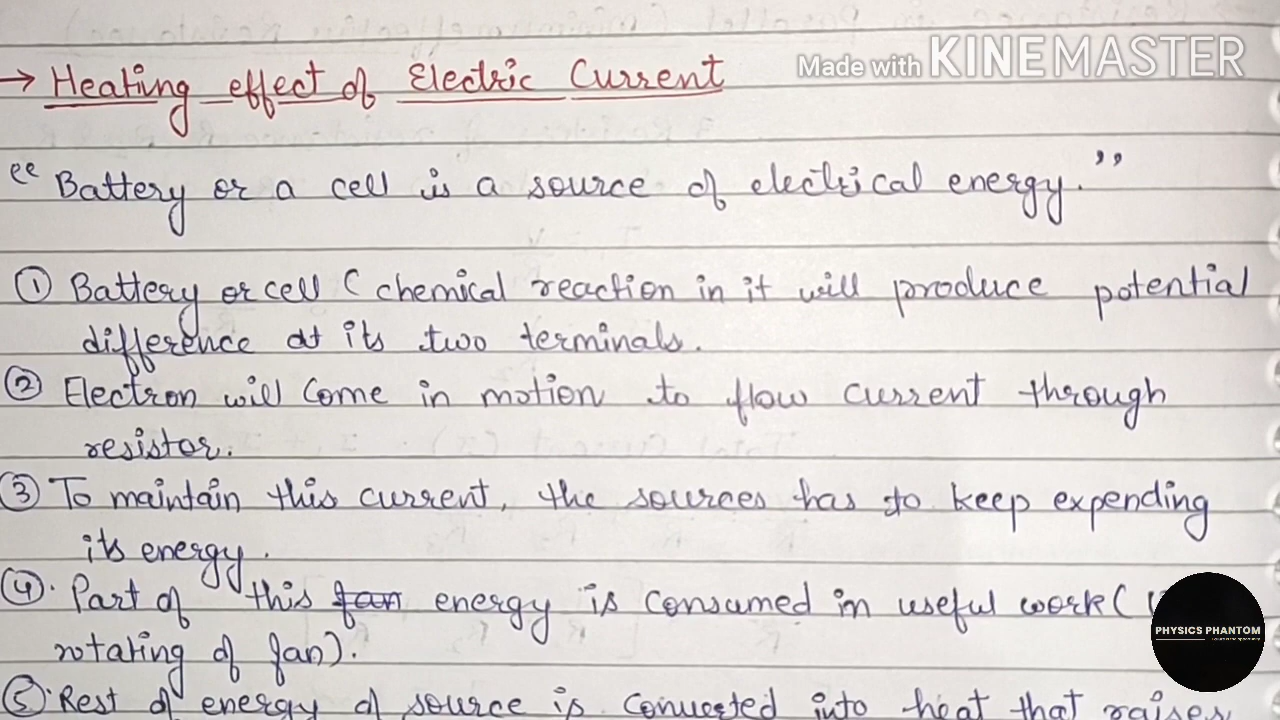 → Heating effect of Electric Current
Made with KINEMASTER
“Battery or a cell is a source of electrical energy.”
① Battery or cell ( chemical reaction in it will produce potential
difference at its two terminals.
② Electron will Come in motion to flow current through
resistor.
③ To maintain this current, the sources has to keep expending
its energy.
④. Part of this fan energy is consumed in useful work (
rotating of fan).
PHYSICS PHANTOM
⑤. Rest of energy of source is converted into heat that raises